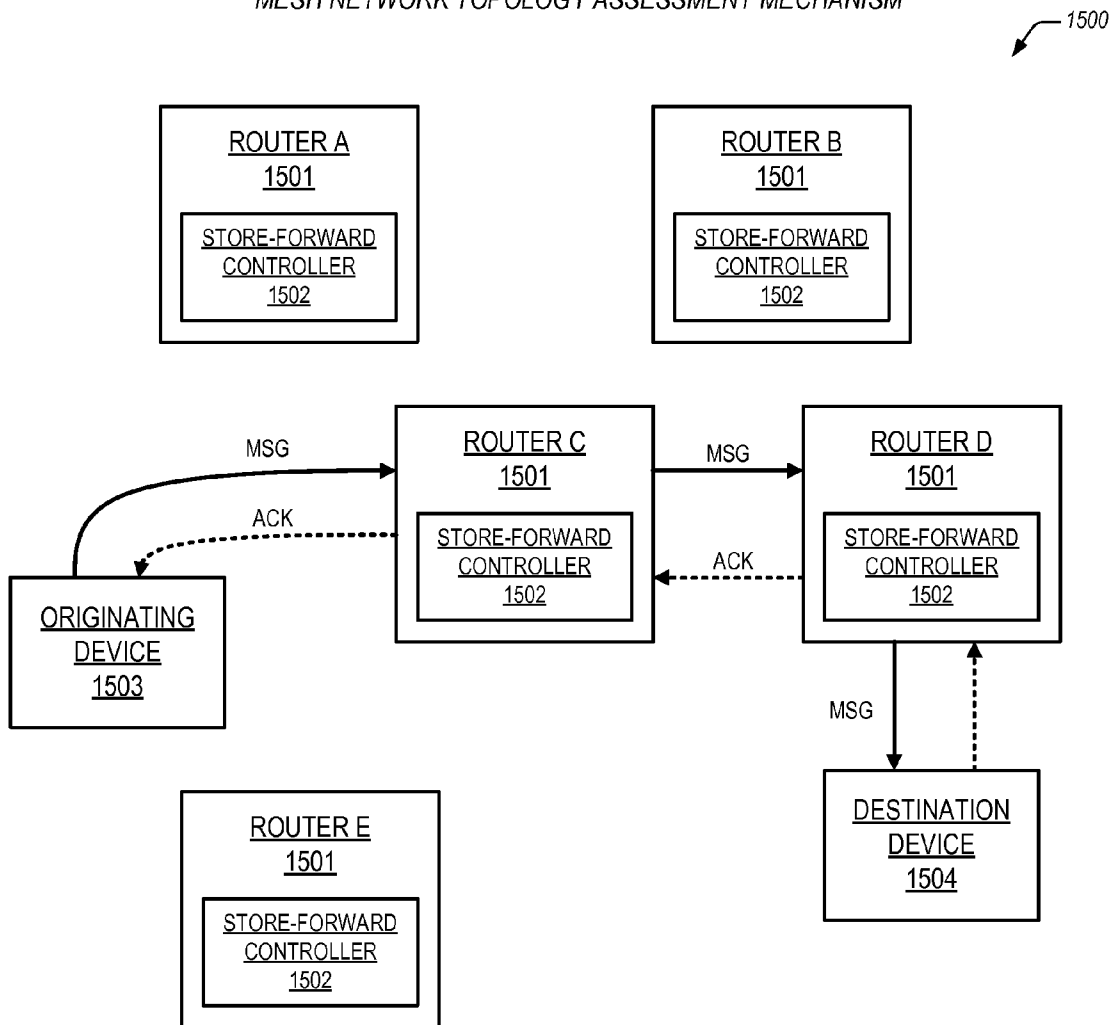 MESH NETWORK TOPOLOGY ASSESSMENT MECHANISM
1500
ROUTER A
1501
STORE-FORWARD
CONTROLLER
1502
ROUTER B
1501
STORE-FORWARD
CONTROLLER
1502
MSG
ACK
ROUTER C
1501
STORE-FORWARD
CONTROLLER
1502
MSG
ACK
ROUTER D
1501
STORE-FORWARD
CONTROLLER
1502
ORIGINATING
DEVICE
1503
MSG
DESTINATION
DEVICE
1504
ROUTER E
1501
STORE-FORWARD
CONTROLLER
1502